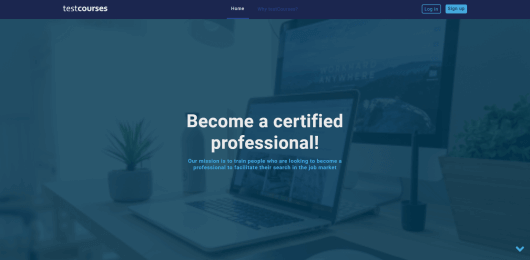 testcourses
Home
Log in
Sign up
Become a certified
professional!
Our mission is to train people who are looking to become a
professional to facilitate their search in the job market